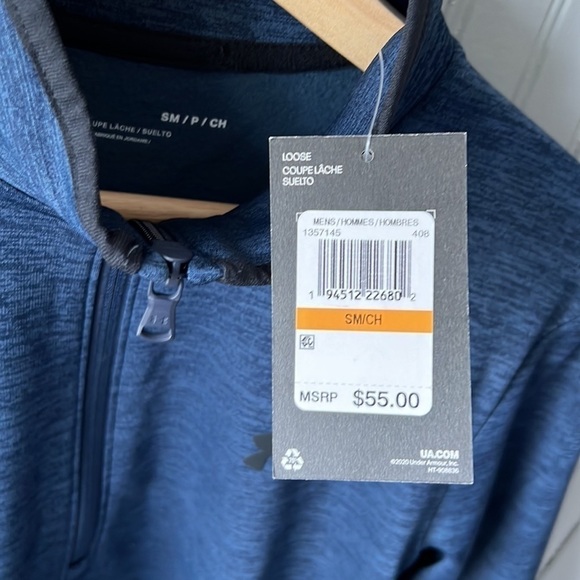 SM / P / CH
COUPE LÂCHE / SUELTO
LOOSE
COUPE LÂCHE
SUELTO
MENS / HOMMES / HOMBRES
1357145 408
1 94512 22680 2
SM/CH
MSRP $55.00
UA.COM
©2020 Under Armour, Inc.